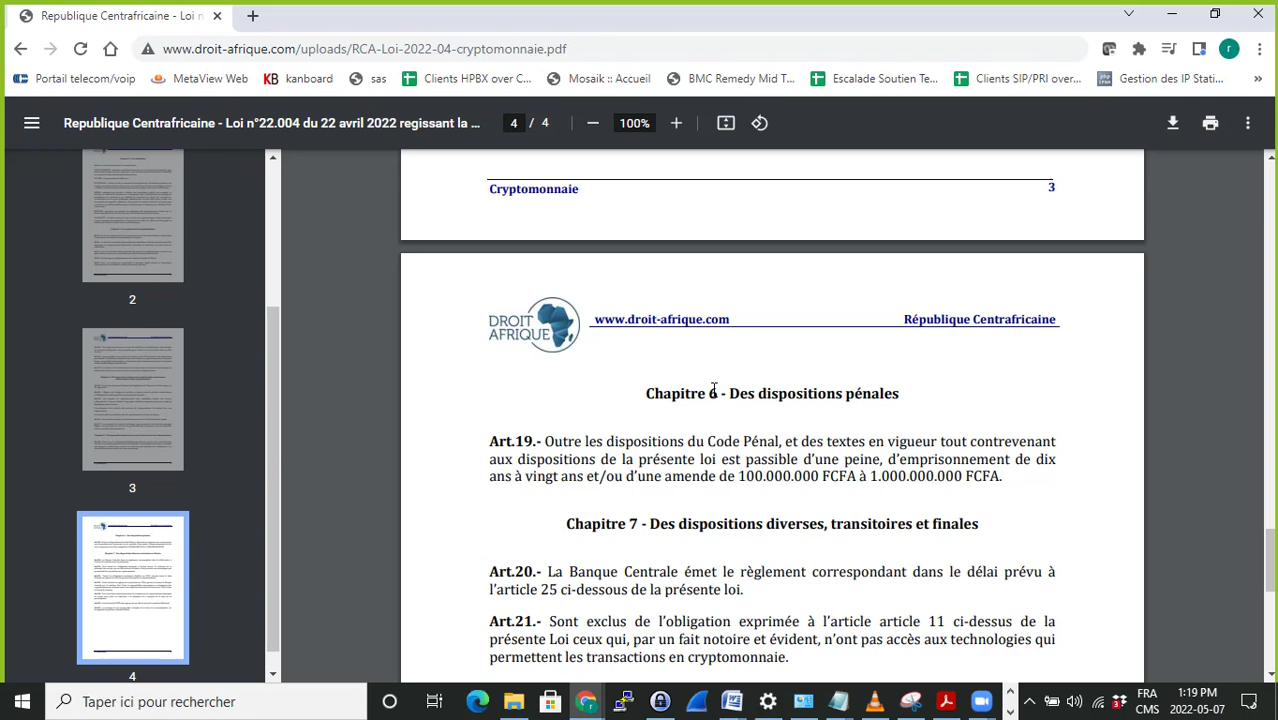 Republique Centrafricaine - Loi n
www.droit-afrique.com/uploads/RCA-Loi-2022-04-cryptomonnaie.pdf
r
Portail telecom/voip
MetaView Web
KB kanboard
sas
Clients HPBX over C...
Mosaik :: Accueil
BMC Remedy Mid T...
Escalade Soutien Te...
Clients SIP/PRI over...
Gestion des IP Stati...
»
Republique Centrafricaine - Loi n°22.004 du 22 avril 2022 regissant la ...
4 / 4
100%
2
3
4
Cryptomonnaie 3
DROIT
AFRIQUE
www.droit-afrique.com République Centrafricaine
Chapitre 6 - Des dispositions pénales
Art.19.- Outre les dispositions du Code Pénal, et des textes en vigueur tout contrevenant
aux dispositions de la présente loi est passible d’une peine, d’emprisonnement de dix
ans à vingt ans et/ou d’une amende de 100.000.000 FCFA à 1.000.000.000 FCFA.
Chapitre 7 - Des dispositions diverses, transitoires et finales
Art.20.- La Banque Centrale émet le règlement correspondant dans le délai prévu à
l’article 25 ci-dessous de la présente loi.
Art.21.- Sont exclus de l’obligation exprimée à l’article article 11 ci-dessus de la
présente Loi ceux qui, par un fait notoire et évident, n’ont pas accès aux technologies qui
permettent les transactions en cryptomonnaie.
Taper ici pour rechercher
3
FRA
CMS
1:19 PM
2022-05-07